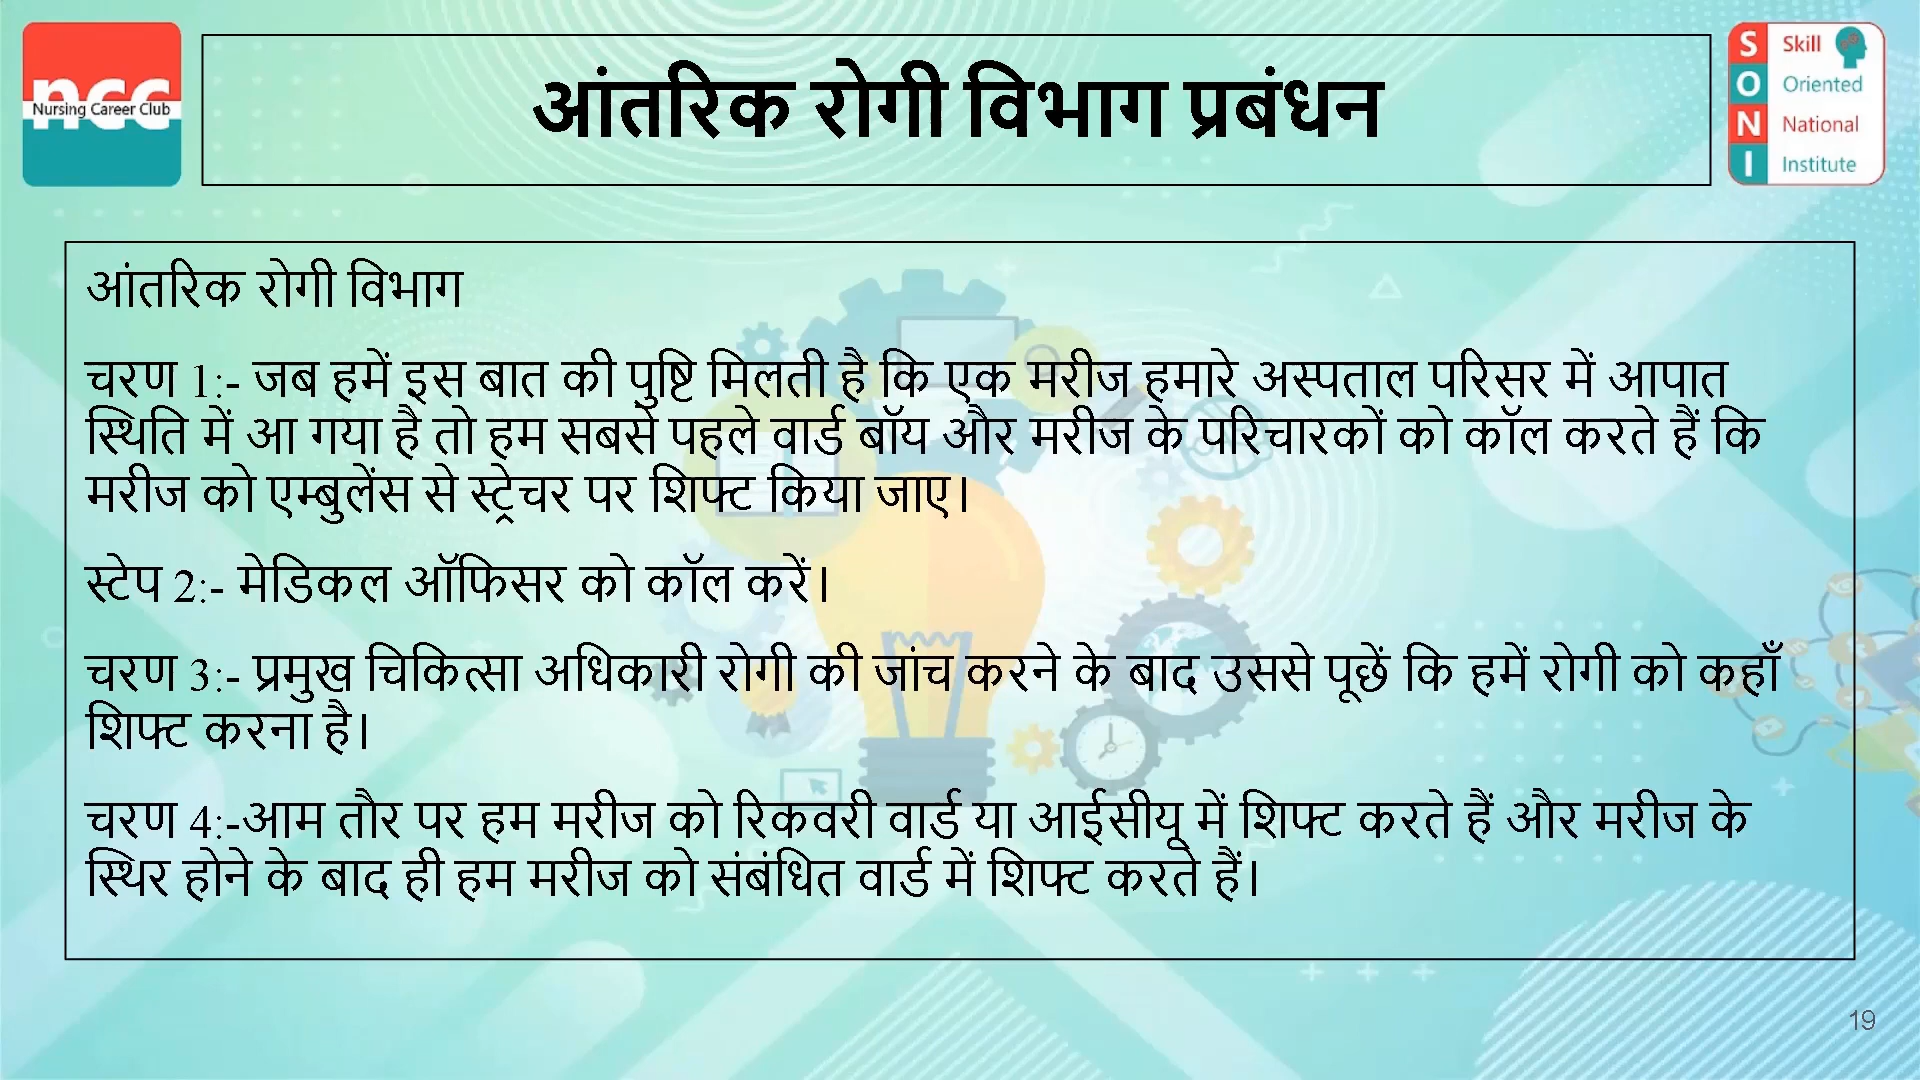 ncc
Nursing Career Club
आंतरिक रोगी विभाग प्रबंधन
S Skill
O Oriented
N National
I Institute
आंतरिक रोगी विभाग
चरण 1:- जब हमें इस बात की पुष्टि मिलती है कि एक मरीज हमारे अस्पताल परिसर में आपात
स्थिति में आ गया है तो हम सबसे पहले वार्ड बॉय और मरीज के परिचारकों को कॉल करते हैं कि
मरीज को एम्बुलेंस से स्ट्रेचर पर शिफ्ट किया जाए।
स्टेप 2:- मेडिकल ऑफिसर को कॉल करें।
चरण 3:- प्रमुख चिकित्सा अधिकारी रोगी की जांच करने के बाद उससे पूछें कि हमें रोगी को कहाँ
शिफ्ट करना है।
चरण 4:-आम तौर पर हम मरीज को रिकवरी वार्ड या आईसीयू में शिफ्ट करते हैं और मरीज के
स्थिर होने के बाद ही हम मरीज को संबंधित वार्ड में शिफ्ट करते हैं।
19